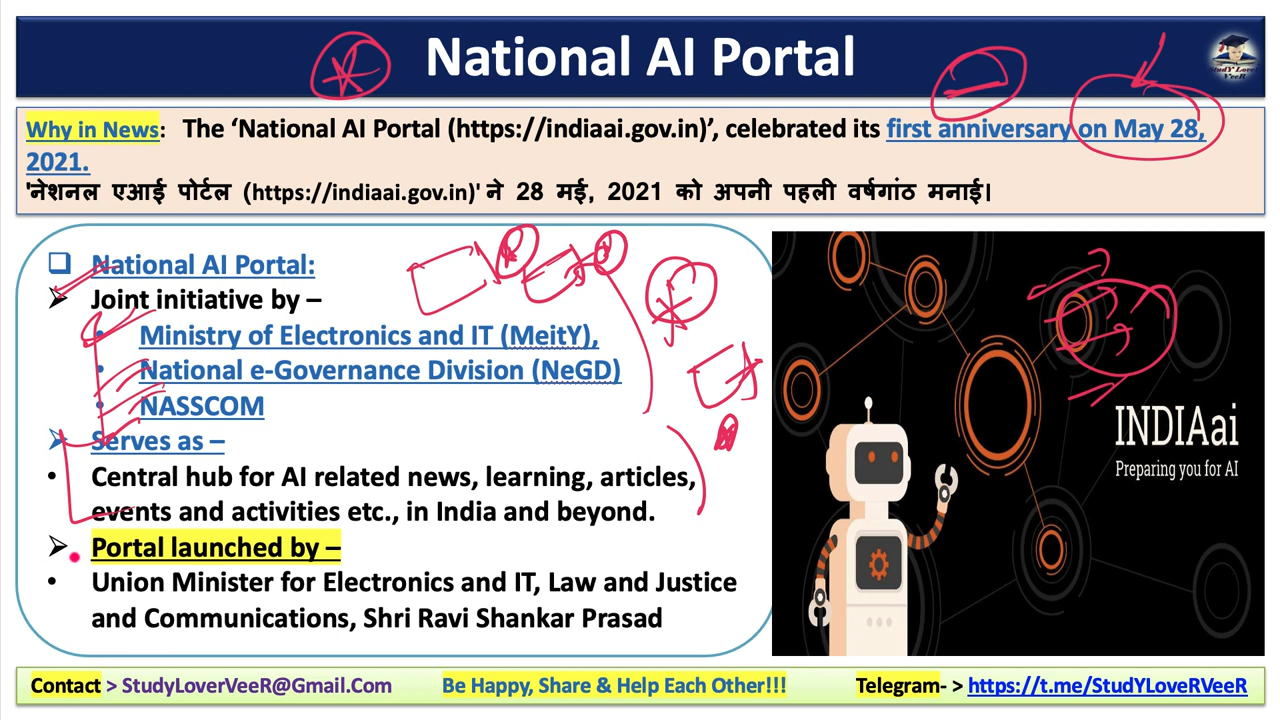 National AI Portal
StudY Lover
VeeR
Why in News: The ‘National AI Portal (https://indiaai.gov.in)’, celebrated its first anniversary on May 28,
2021.
'नेशनल एआई पोर्टल (https://indiaai.gov.in)' ने 28 मई, 2021 को अपनी पहली वर्षगांठ मनाई।
National AI Portal:
Joint initiative by –
• Ministry of Electronics and IT (MeitY),
• National e-Governance Division (NeGD)
• NASSCOM
Serves as –
• Central hub for AI related news, learning, articles,
events and activities etc., in India and beyond.
Portal launched by –
• Union Minister for Electronics and IT, Law and Justice
and Communications, Shri Ravi Shankar Prasad
INDIAai
Preparing you for AI
Contact > StudyLoverVeeR@Gmail.Com Be Happy, Share & Help Each Other!!! Telegram- > https://t.me/StudYLoveRVeeR